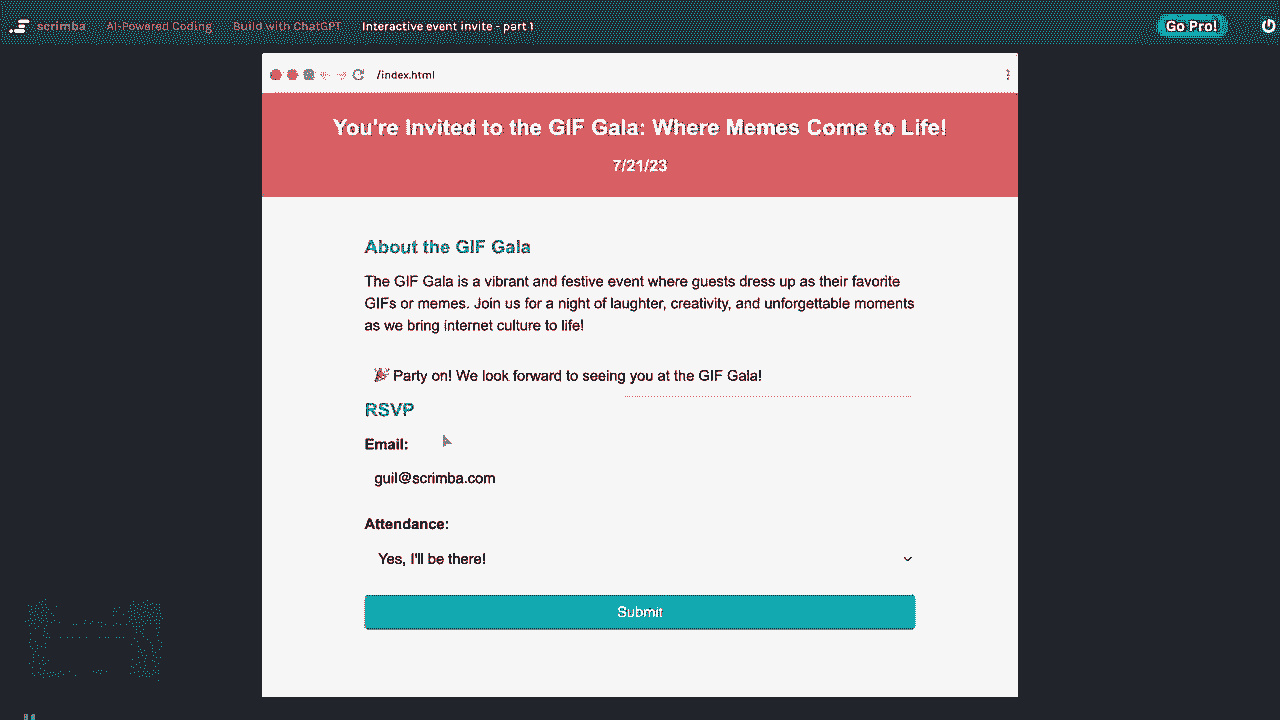 scrimba AI-Powered Coding Build with ChatGPT Interactive event invite - part 1 Go Pro!
/index.html
You're Invited to the GIF Gala: Where Memes Come to Life!
7/21/23
About the GIF Gala
The GIF Gala is a vibrant and festive event where guests dress up as their favorite
GIFs or memes. Join us for a night of laughter, creativity, and unforgettable moments
as we bring internet culture to life!
🎉 Party on! We look forward to seeing you at the GIF Gala!
RSVP
Email:
guil@scrimba.com
Attendance:
Yes, I'll be there!
Submit